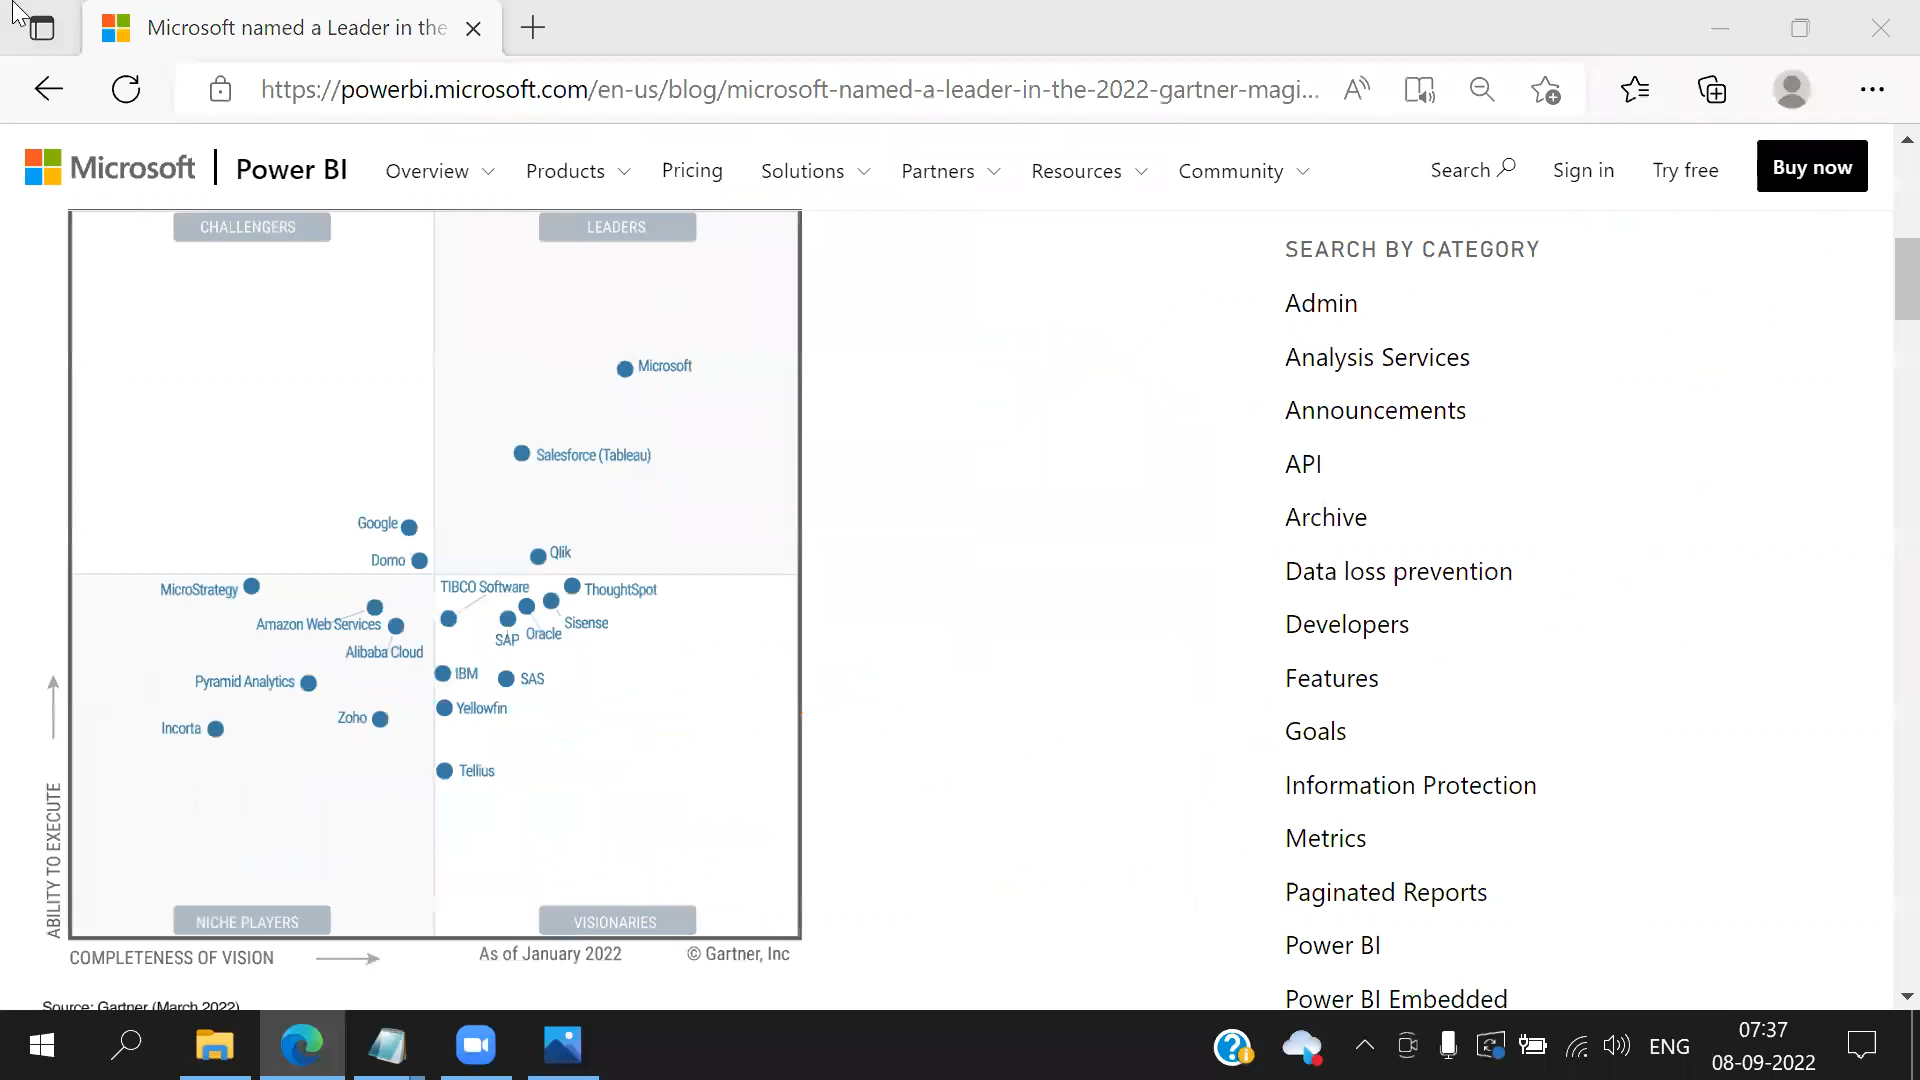 Microsoft named a Leader in the
https://powerbi.microsoft.com/en-us/blog/microsoft-named-a-leader-in-the-2022-gartner-magi...
Microsoft
Power BI
Overview
Products
Pricing
Solutions
Partners
Resources
Community
Search
Sign in
Try free
Buy now
CHALLENGERS
LEADERS
Microsoft
Salesforce (Tableau)
Google
Domo
Qlik
MicroStrategy
TIBCO Software
ThoughtSpot
Amazon Web Services
Sisense
SAP
Oracle
Alibaba Cloud
IBM
SAS
Pyramid Analytics
Yellowfin
Zoho
Incorta
Tellius
ABILITY TO EXECUTE
NICHE PLAYERS
VISIONARIES
COMPLETENESS OF VISION
As of January 2022
© Gartner, Inc
Source: Gartner (March 2022)
SEARCH BY CATEGORY
Admin
Analysis Services
Announcements
API
Archive
Data loss prevention
Developers
Features
Goals
Information Protection
Metrics
Paginated Reports
Power BI
Power BI Embedded
ENG
07:37
08-09-2022